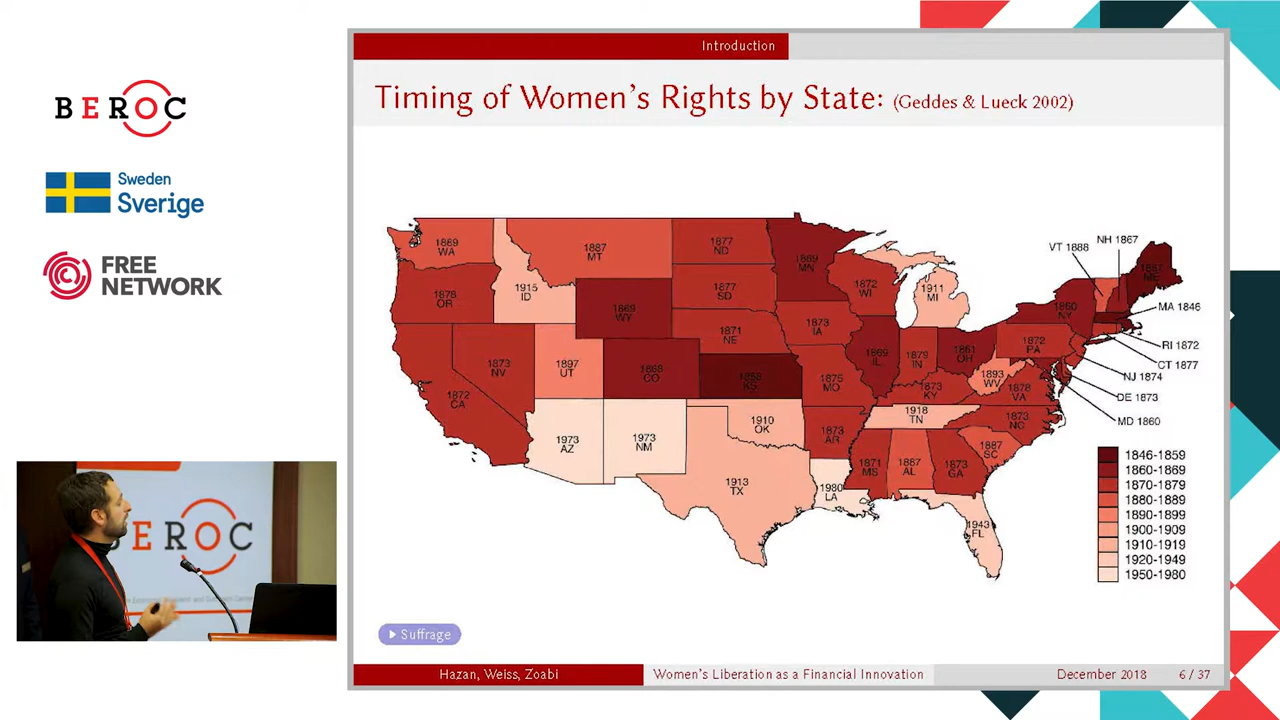 BEROC
Sweden
Sverige
FREE
NETWORK
BEROC
Introduction
Timing of Women's Rights by State: (Geddes & Lueck 2002)
1889
WA
1887
MT
1877
ND
1869
MN
VT 1888
NH 1867
1857
ME
1878
OR
1915
ID
1869
WY
1877
SD
1872
WI
1911
MI
1860
NY
MA 1846
1873
NV
1897
UT
1868
CO
1871
NE
1873
IA
1869
IL
1879
IN
1861
OH
1872
PA
RI 1872
CT 1877
NJ 1874
DE 1873
MD 1860
1872
CA
1858
KS
1875
MO
1873
KY
1893
WV
1878
VA
1973
AZ
1973
NM
1910
OK
1873
AR
1918
TN
1873
NC
1913
TX
1980
LA
1871
MS
1887
AL
1873
GA
1887
SC
1943
FL
1846-1859
1860-1869
1870-1879
1880-1889
1890-1899
1900-1909
1910-1919
1920-1949
1950-1980
Suffrage
Hazan, Weiss, Zoabi
Women's Liberation as a Financial Innovation
December 2018
6 / 37